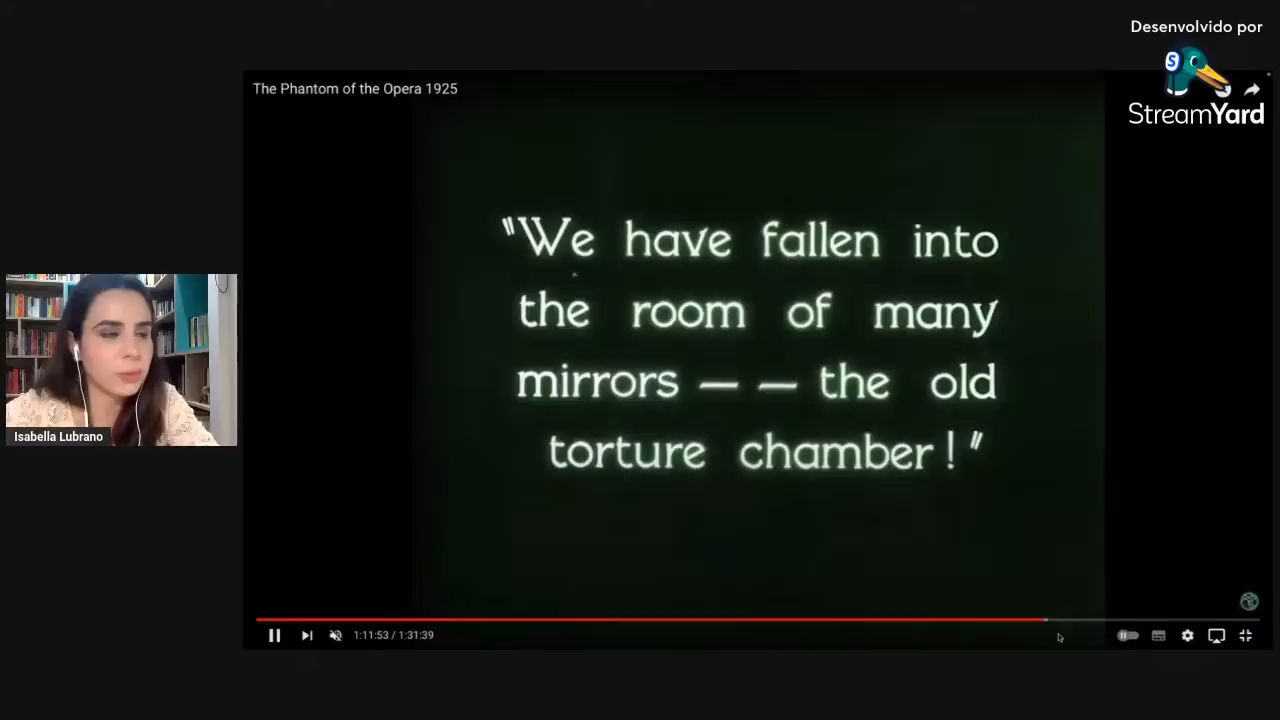 Desenvolvido por
StreamYard
The Phantom of the Opera 1925
"We have fallen into
the room of many
mirrors — — the old
torture chamber!"
Isabella Lubrano
1:11:53 / 1:31:39